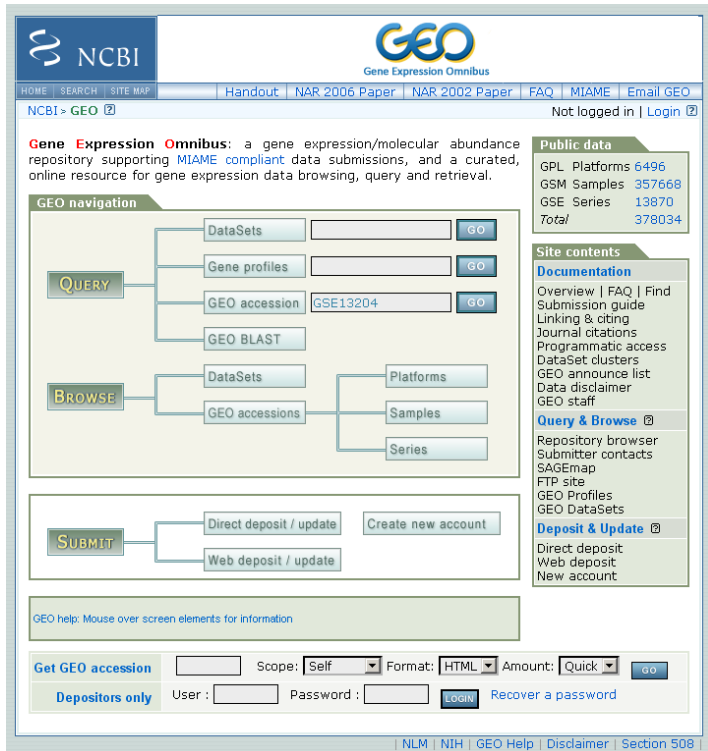 NCBI
GEO
Gene Expression Omnibus
HOME | SEARCH | SITE MAP
Handout | NAR 2006 Paper | NAR 2002 Paper | FAQ | MIAME | Email GEO
NCBI > GEO ?
Not logged in | Login ?
Gene Expression Omnibus: a gene expression/molecular abundance
repository supporting MIAME compliant data submissions, and a curated,
online resource for gene expression data browsing, query and retrieval.
GEO navigation
QUERY
DataSets GO
Gene profiles GO
GEO accession GSE13204 GO
GEO BLAST
BROWSE
DataSets
GEO accessions
Platforms
Samples
Series
SUBMIT
Direct deposit / update
Create new account
Web deposit / update
GEO help: Mouse over screen elements for information
Public data
GPL Platforms 6496
GSM Samples 357668
GSE Series 13870
Total 378034
Site contents
Documentation
Overview | FAQ | Find
Submission guide
Linking & citing
Journal citations
Programmatic access
DataSet clusters
GEO announce list
Data disclaimer
GEO staff
Query & Browse ?
Repository browser
Submitter contacts
SAGEmap
FTP site
GEO Profiles
GEO DataSets
Deposit & Update ?
Direct deposit
Web deposit
New account
Get GEO accession Scope: Self Format: HTML Amount: Quick GO
Depositors only User : Password : LOGIN Recover a password
| NLM | NIH | GEO Help | Disclaimer | Section 508 |